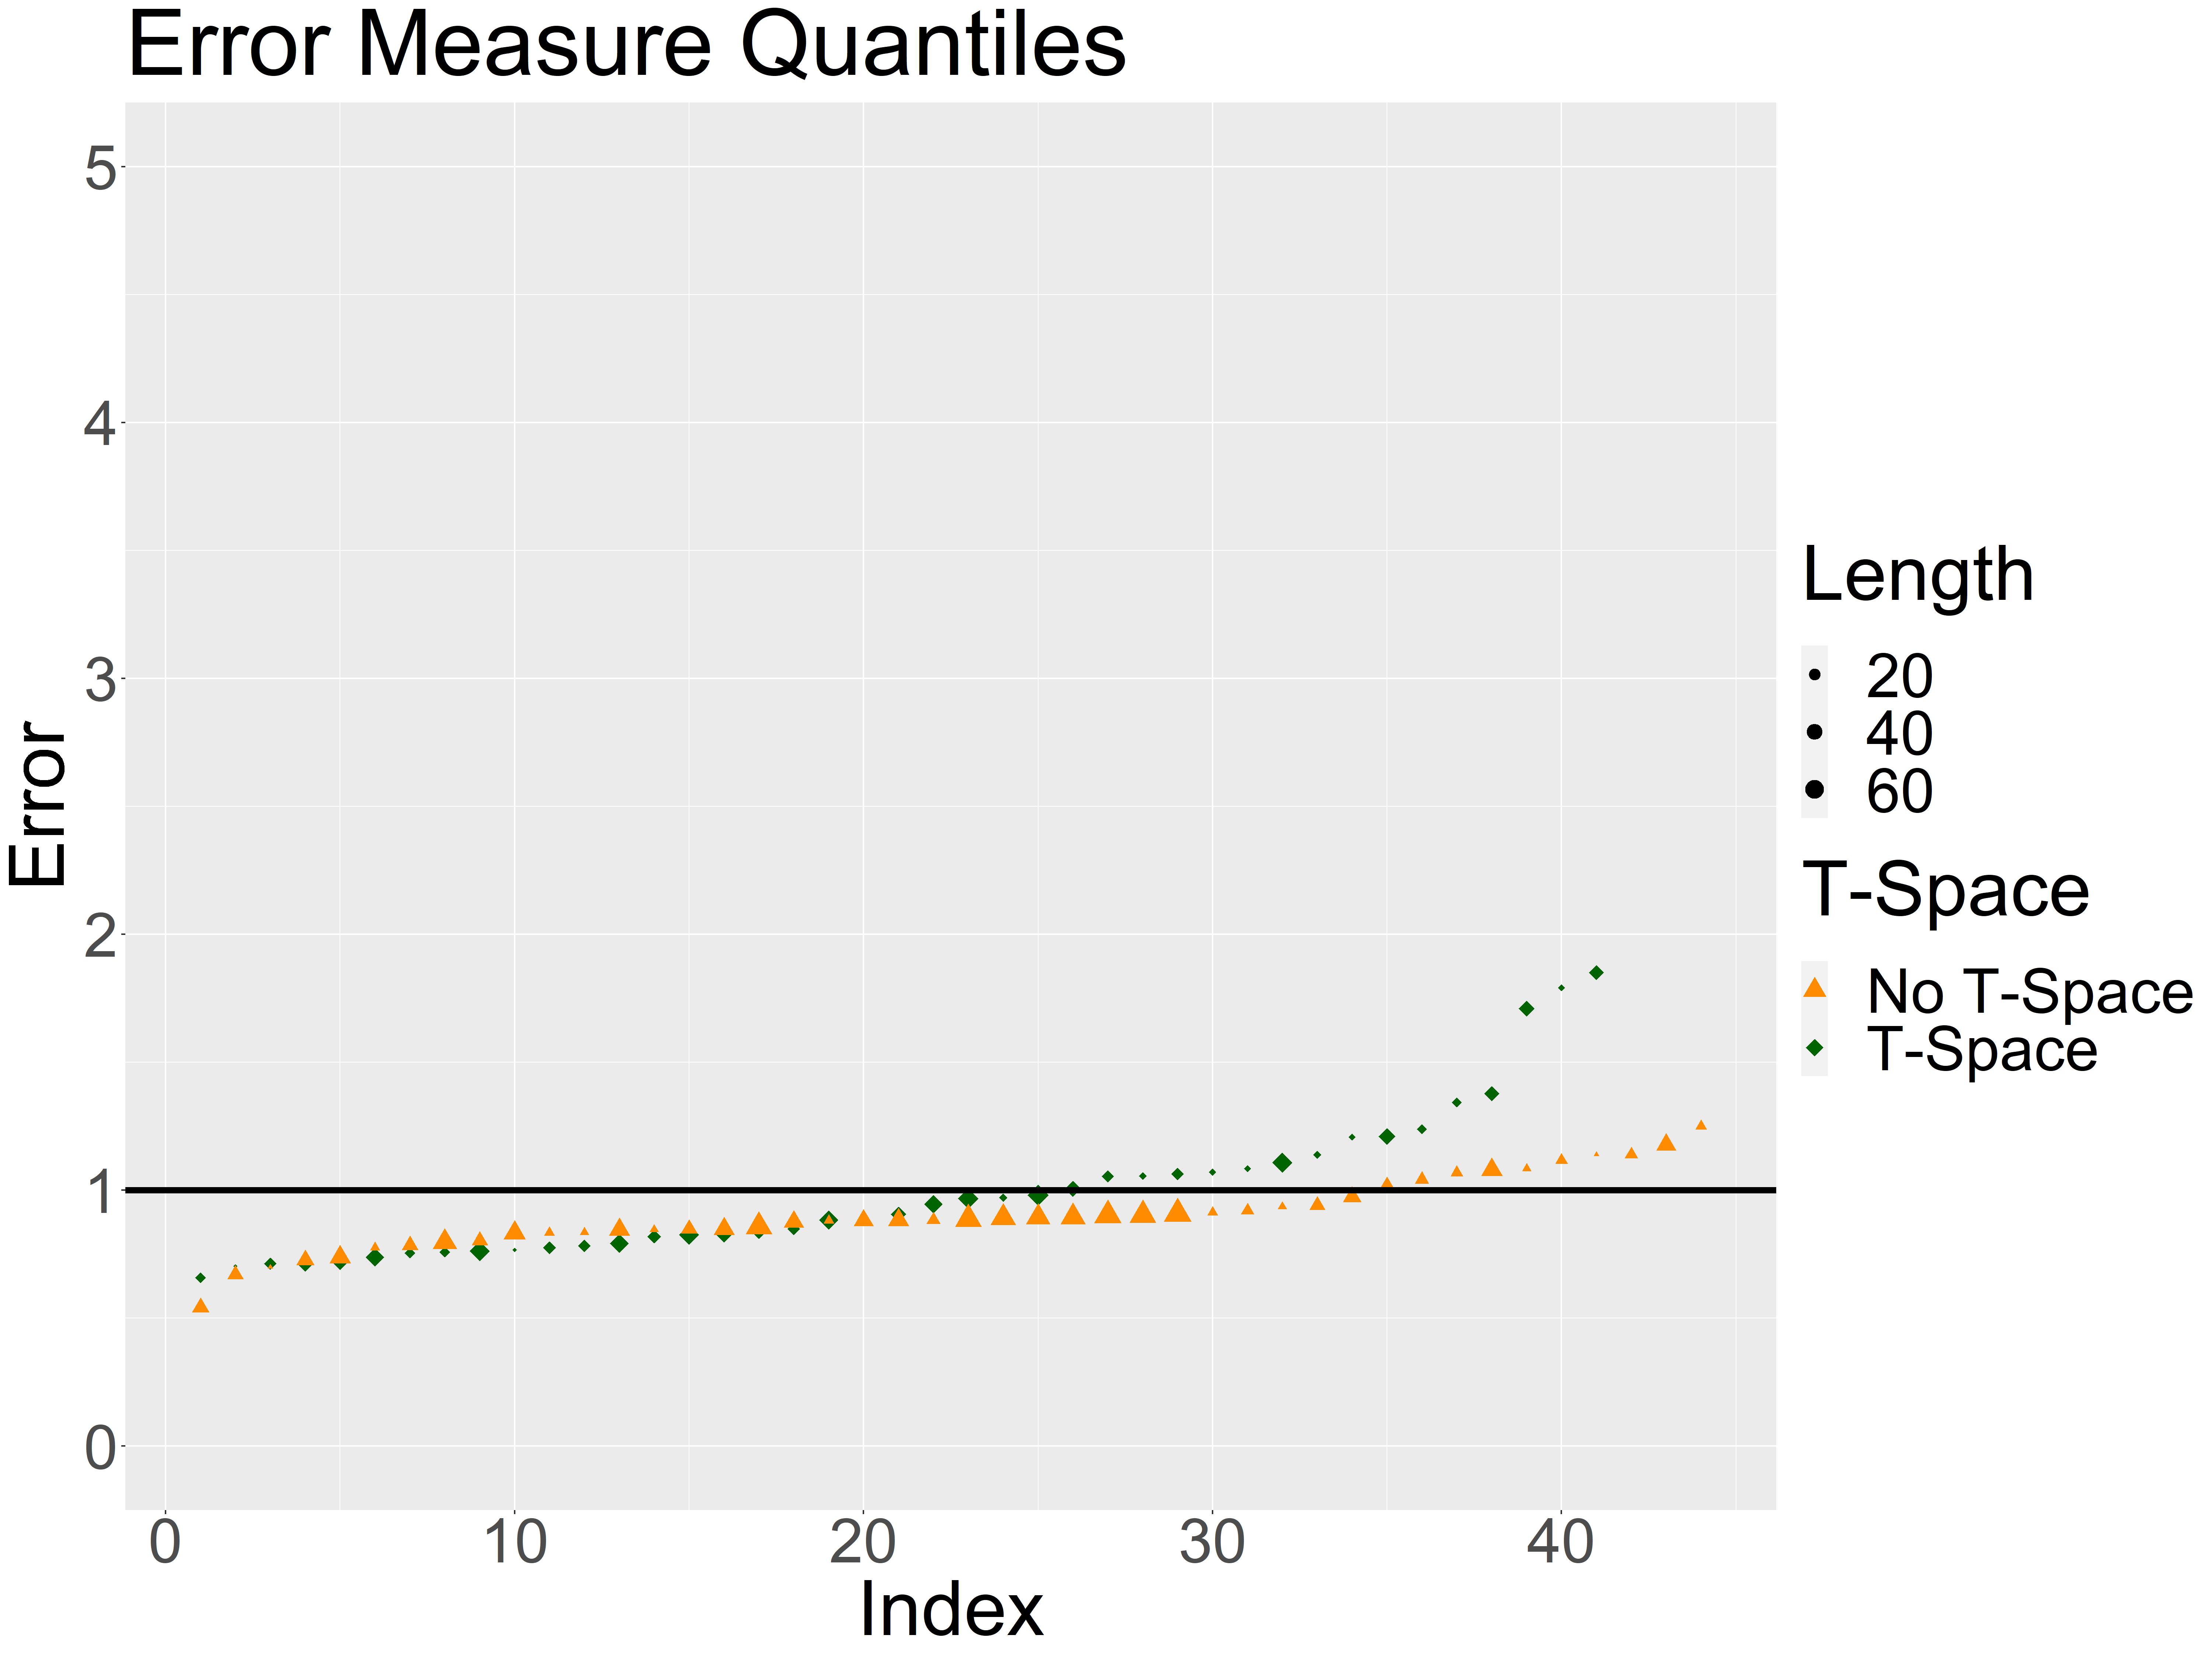 Error Measure Quantiles
Error
5
4
3
2
1
0
0 10 20 30 40
Index
Length
20
40
60
T-Space
No T-Space
T-Space